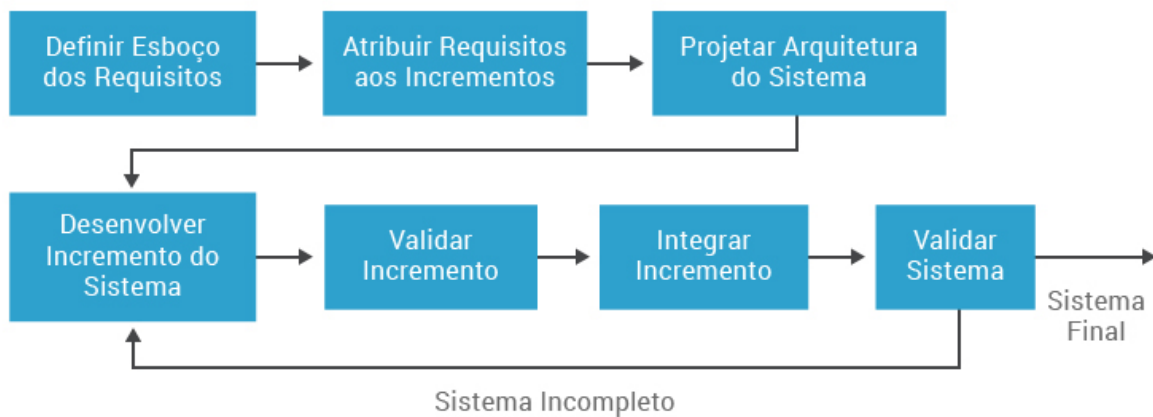 Definir Esboço
dos Requisitos
Atribuir Requisitos
aos Incrementos
Projetar Arquitetura
do Sistema
Desenvolver
Incremento do
Sistema
Validar
Incremento
Integrar
Incremento
Validar
Sistema
Sistema
Final
Sistema Incompleto